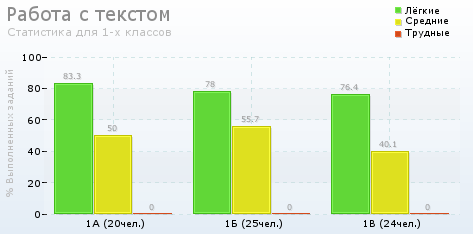 Работа с текстом
Статистика для 1-х классов
Лёгкие
Средние
Трудные
% Выполненных заданий
100
80
60
40
20
0
83.3
50
0
78
55.7
0
76.4
40.1
0
1А (20чел.)
1Б (25чел.)
1В (24чел.)